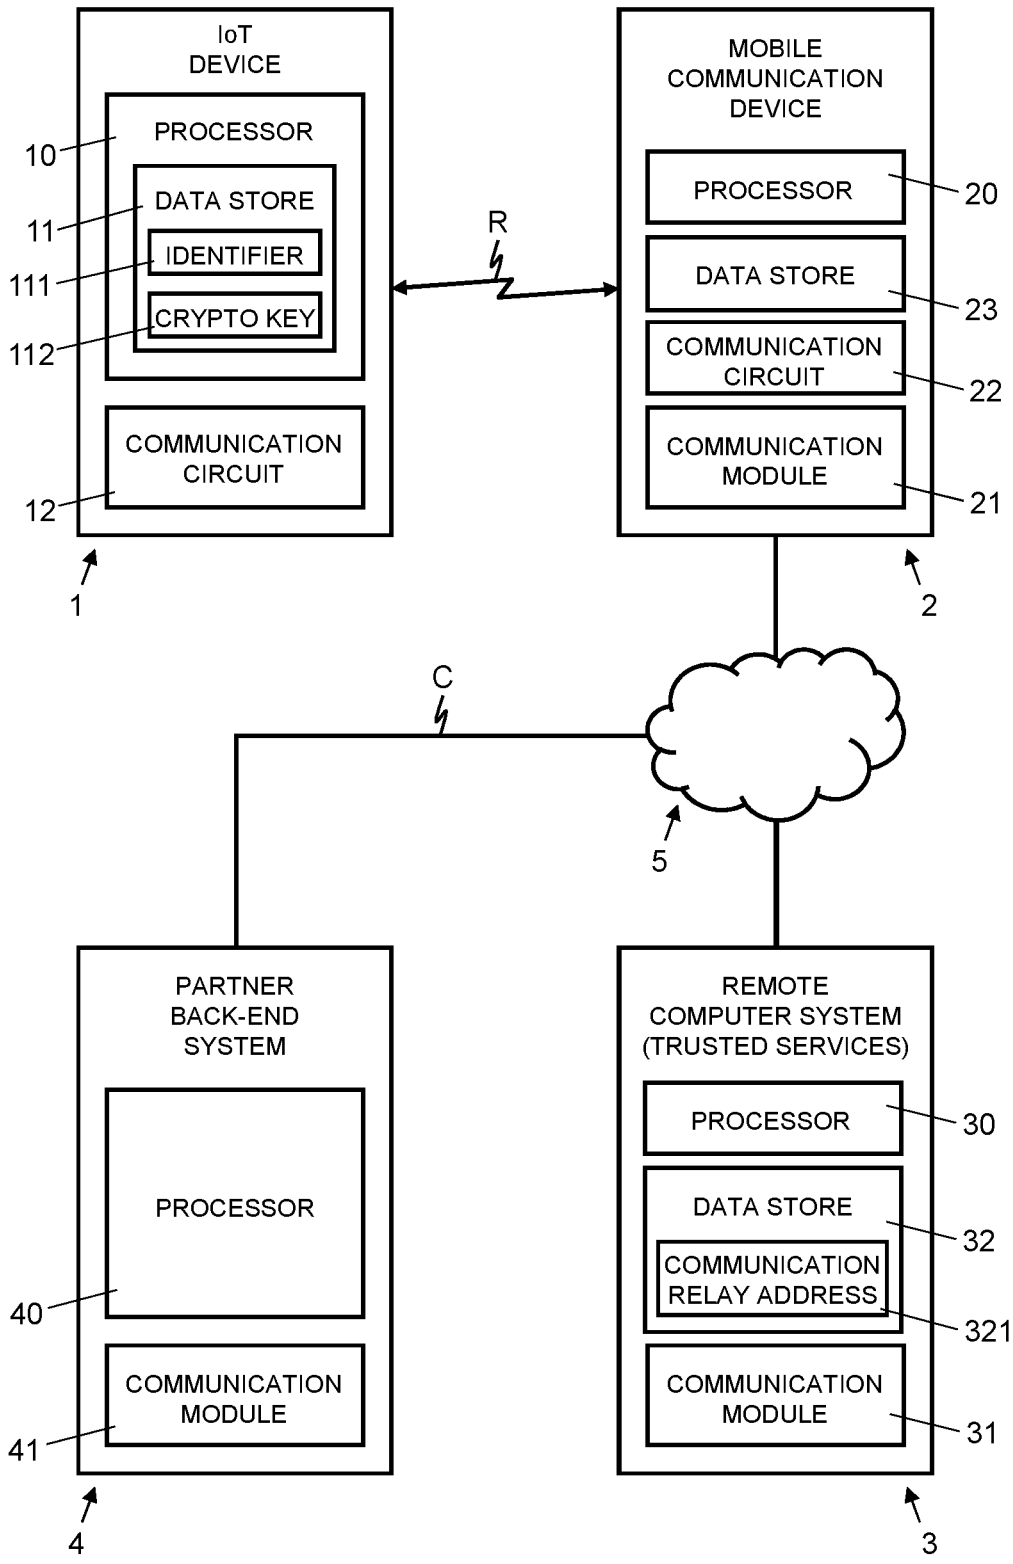 IoT
DEVICE
PROCESSOR
10
DATA STORE
11
IDENTIFIER
111
CRYPTO KEY
112
COMMUNICATION
CIRCUIT
12
1
R
MOBILE
COMMUNICATION
DEVICE
PROCESSOR
20
DATA STORE
23
COMMUNICATION
CIRCUIT
22
COMMUNICATION
MODULE
21
2
C
5
PARTNER
BACK-END
SYSTEM
PROCESSOR
40
COMMUNICATION
MODULE
41
4
REMOTE
COMPUTER SYSTEM
(TRUSTED SERVICES)
PROCESSOR
30
DATA STORE
32
COMMUNICATION
RELAY ADDRESS
321
COMMUNICATION
MODULE
31
3